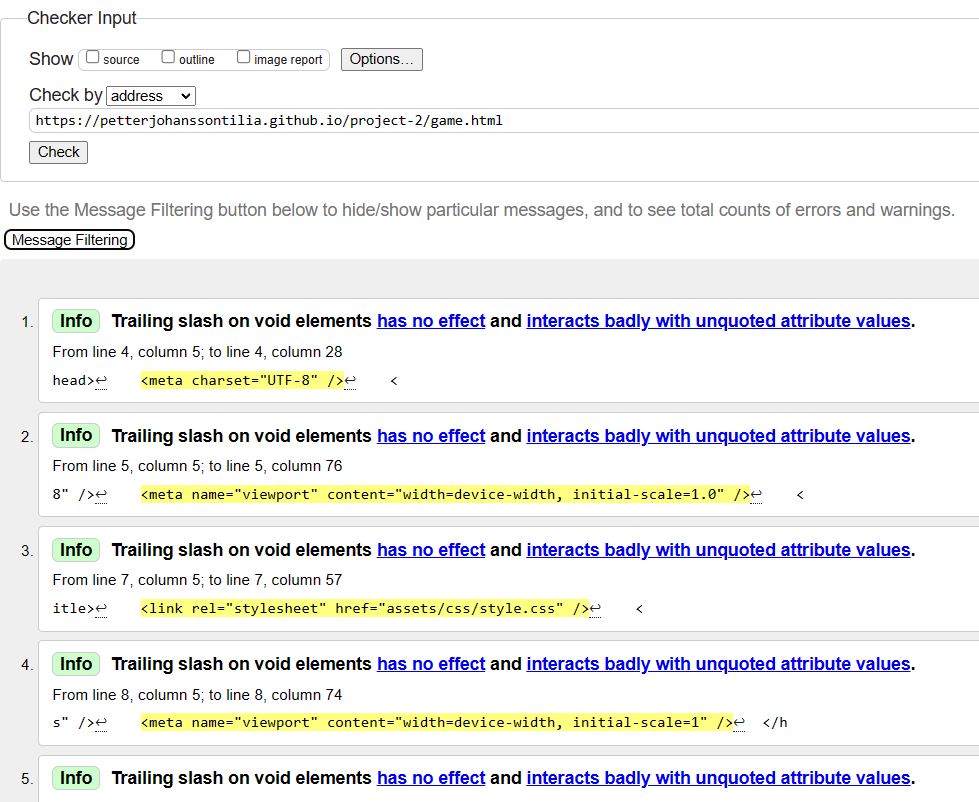 Checker Input
Show source outline image report Options...
Check by address
https://petterjohanssontilia.github.io/project-2/game.html
Check
Use the Message Filtering button below to hide/show particular messages, and to see total counts of errors and warnings.
Message Filtering
1. Info Trailing slash on void elements has no effect and interacts badly with unquoted attribute values.
From line 4, column 5; to line 4, column 28
head>↩ <meta charset="UTF-8" />↩ <
2. Info Trailing slash on void elements has no effect and interacts badly with unquoted attribute values.
From line 5, column 5; to line 5, column 76
8" />↩ <meta name="viewport" content="width=device-width, initial-scale=1.0" />↩ <
3. Info Trailing slash on void elements has no effect and interacts badly with unquoted attribute values.
From line 7, column 5; to line 7, column 57
itle>↩ <link rel="stylesheet" href="assets/css/style.css" />↩ <
4. Info Trailing slash on void elements has no effect and interacts badly with unquoted attribute values.
From line 8, column 5; to line 8, column 74
s" />↩ <meta name="viewport" content="width=device-width, initial-scale=1" />↩ </h
5. Info Trailing slash on void elements has no effect and interacts badly with unquoted attribute values.